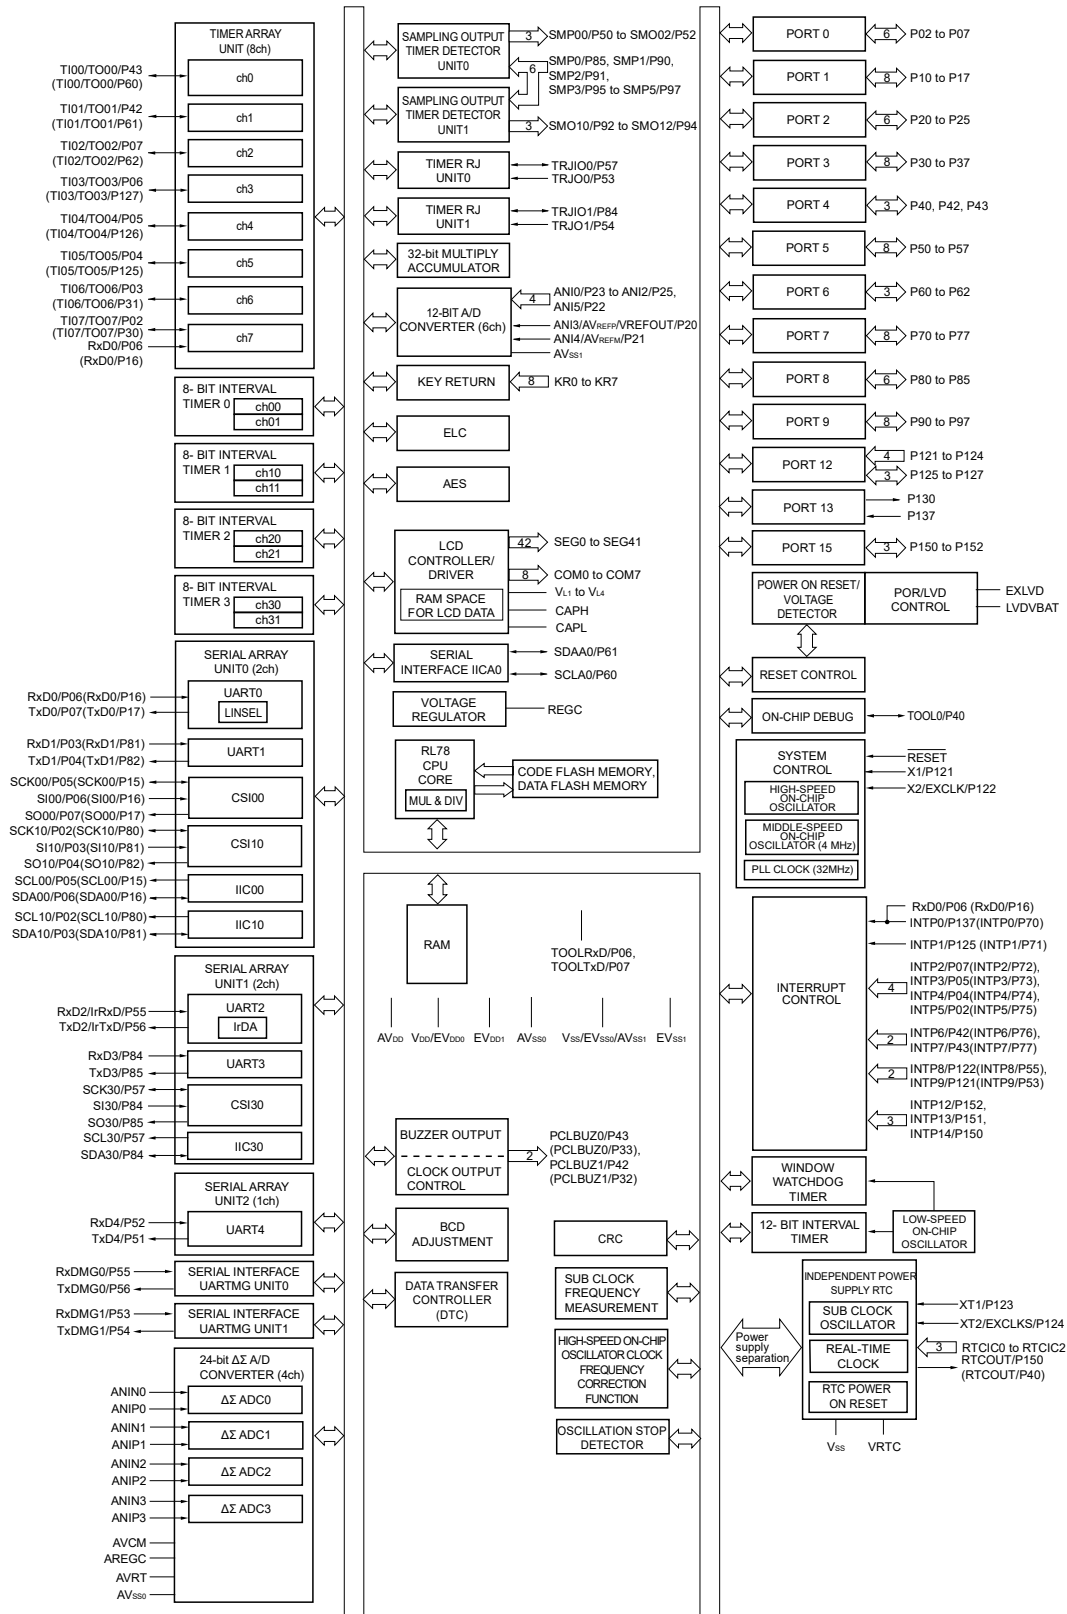 TIMER ARRAY
UNIT (8ch)
TI00/TO00/P43
(TI00/TO00/P60)
ch0
TI01/TO01/P42
(TI01/TO01/P61)
ch1
TI02/TO02/P07
(TI02/TO02/P62)
ch2
TI03/TO03/P06
(TI03/TO03/P127)
ch3
TI04/TO04/P05
(TI04/TO04/P126)
ch4
TI05/TO05/P04
(TI05/TO05/P125)
ch5
TI06/TO06/P03
(TI06/TO06/P31)
ch6
TI07/TO07/P02
(TI07/TO07/P30)
RxD0/P06
(RxD0/P16)
ch7
8- BIT INTERVAL
TIMER 0
ch00
ch01
8- BIT INTERVAL
TIMER 1
ch10
ch11
8- BIT INTERVAL
TIMER 2
ch20
ch21
8- BIT INTERVAL
TIMER 3
ch30
ch31
SERIAL ARRAY
UNIT0 (2ch)
RxD0/P06(RxD0/P16)
TxD0/P07(TxD0/P17)
UART0
LINSEL
RxD1/P03(RxD1/P81)
TxD1/P04(TxD1/P82)
UART1
SCK00/P05(SCK00/P15)
SI00/P06(SI00/P16)
SO00/P07(SO00/P17)
CSI00
SCK10/P02(SCK10/P80)
SI10/P03(SI10/P81)
SO10/P04(SO10/P82)
CSI10
SCL00/P05(SCL00/P15)
SDA00/P06(SDA00/P16)
IIC00
SCL10/P02(SCL10/P80)
SDA10/P03(SDA10/P81)
IIC10
SERIAL ARRAY
UNIT1 (2ch)
RxD2/IrRxD/P55
TxD2/IrTxD/P56
UART2
IrDA
RxD3/P84
TxD3/P85
UART3
SCK30/P57
SI30/P84
SO30/P85
CSI30
SCL30/P57
SDA30/P84
IIC30
SERIAL ARRAY
UNIT2 (1ch)
RxD4/P52
TxD4/P51
UART4
RxDMG0/P55
TxDMG0/P56
SERIAL INTERFACE
UARTMG UNIT0
RxDMG1/P53
TxDMG1/P54
SERIAL INTERFACE
UARTMG UNIT1
24-bit ΔΣ A/D
CONVERTER (4ch)
ANIN0
ANIP0
ΔΣ ADC0
ANIN1
ANIP1
ΔΣ ADC1
ANIN2
ANIP2
ΔΣ ADC2
ANIN3
ANIP3
ΔΣ ADC3
AVCM
AREGC
AVRT
AVSS0
SAMPLING OUTPUT
TIMER DETECTOR
UNIT0
3
SMP00/P50 to SMO02/P52
6
SMP0/P85, SMP1/P90,
SMP2/P91,
SMP3/P95 to SMP5/P97
SAMPLING OUTPUT
TIMER DETECTOR
UNIT1
3
SMO10/P92 to SMO12/P94
TIMER RJ
UNIT0
TRJIO0/P57
TRJO0/P53
TIMER RJ
UNIT1
TRJIO1/P84
TRJO1/P54
32-bit MULTIPLY
ACCUMULATOR
12-BIT A/D
CONVERTER (6ch)
4
ANI0/P23 to ANI2/P25,
ANI5/P22
ANI3/AVREFP/VREFOUT/P20
ANI4/AVREFM/P21
AVSS1
KEY RETURN
8
KR0 to KR7
ELC
AES
LCD
CONTROLLER/
DRIVER
RAM SPACE
FOR LCD DATA
42
SEG0 to SEG41
8
COM0 to COM7
VL1 to VL4
CAPH
CAPL
SERIAL
INTERFACE IICA0
SDAA0/P61
SCLA0/P60
VOLTAGE
REGULATOR
REGC
RL78
CPU
CORE
MUL & DIV
CODE FLASH MEMORY,
DATA FLASH MEMORY
RAM
TOOLRxD/P06,
TOOLTxD/P07
AVDD
VDD/EVDD0
EVDD1
AVSS0
VSS/EVSS0/AVSS1
EVSS1
BUZZER OUTPUT
CLOCK OUTPUT
CONTROL
2
PCLBUZ0/P43
(PCLBUZ0/P33),
PCLBUZ1/P42
(PCLBUZ1/P32)
BCD
ADJUSTMENT
DATA TRANSFER
CONTROLLER
(DTC)
CRC
SUB CLOCK
FREQUENCY
MEASUREMENT
HIGH-SPEED ON-CHIP
OSCILLATOR CLOCK
FREQUENCY
CORRECTION
FUNCTION
OSCILLATION STOP
DETECTOR
PORT 0
6
P02 to P07
PORT 1
8
P10 to P17
PORT 2
6
P20 to P25
PORT 3
8
P30 to P37
PORT 4
3
P40, P42, P43
PORT 5
8
P50 to P57
PORT 6
3
P60 to P62
PORT 7
8
P70 to P77
PORT 8
6
P80 to P85
PORT 9
8
P90 to P97
PORT 12
4
P121 to P124
3
P125 to P127
PORT 13
P130
P137
PORT 15
3
P150 to P152
POWER ON RESET/
VOLTAGE
DETECTOR
POR/LVD
CONTROL
EXLVD
LVDVBAT
RESET CONTROL
ON-CHIP DEBUG
TOOL0/P40
SYSTEM
CONTROL
RESET
X1/P121
X2/EXCLK/P122
HIGH-SPEED
ON-CHIP
OSCILLATOR
MIDDLE-SPEED
ON-CHIP
OSCILLATOR (4 MHz)
PLL CLOCK (32MHz)
INTERRUPT
CONTROL
RxD0/P06 (RxD0/P16)
INTP0/P137(INTP0/P70)
INTP1/P125 (INTP1/P71)
4
INTP2/P07(INTP2/P72),
INTP3/P05(INTP3/P73),
INTP4/P04(INTP4/P74),
INTP5/P02(INTP5/P75)
2
INTP6/P42(INTP6/P76),
INTP7/P43(INTP7/P77)
2
INTP8/P122(INTP8/P55),
INTP9/P121(INTP9/P53)
3
INTP12/P152,
INTP13/P151,
INTP14/P150
WINDOW
WATCHDOG
TIMER
12- BIT INTERVAL
TIMER
LOW-SPEED
ON-CHIP
OSCILLATOR
Power
supply
separation
INDEPENDENT POWER
SUPPLY RTC
SUB CLOCK
OSCILLATOR
XT1/P123
XT2/EXCLKS/P124
REAL-TIME
CLOCK
3
RTCIC0 to RTCIC2
RTCOUT/P150
(RTCOUT/P40)
RTC POWER
ON RESET
VSS
VRTC